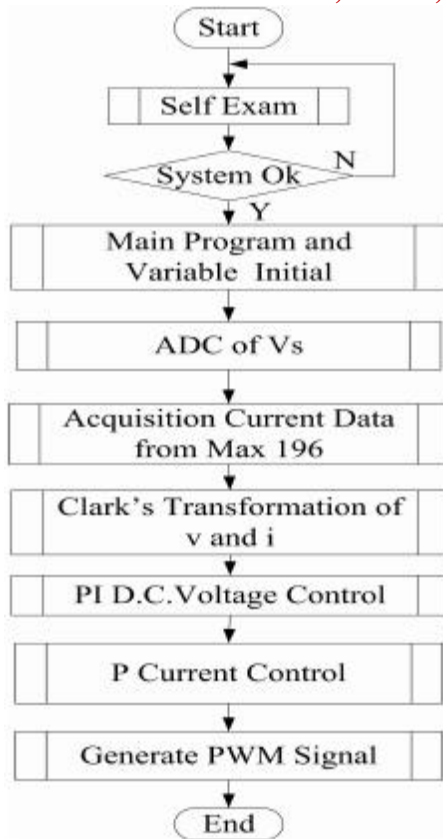 Start
Self Exam
System Ok
N
Y
Main Program and
Variable Initial
ADC of Vs
Acquisition Current Data
from Max 196
Clark's Transformation of
v and i
PI D.C.Voltage Control
P Current Control
Generate PWM Signal
End